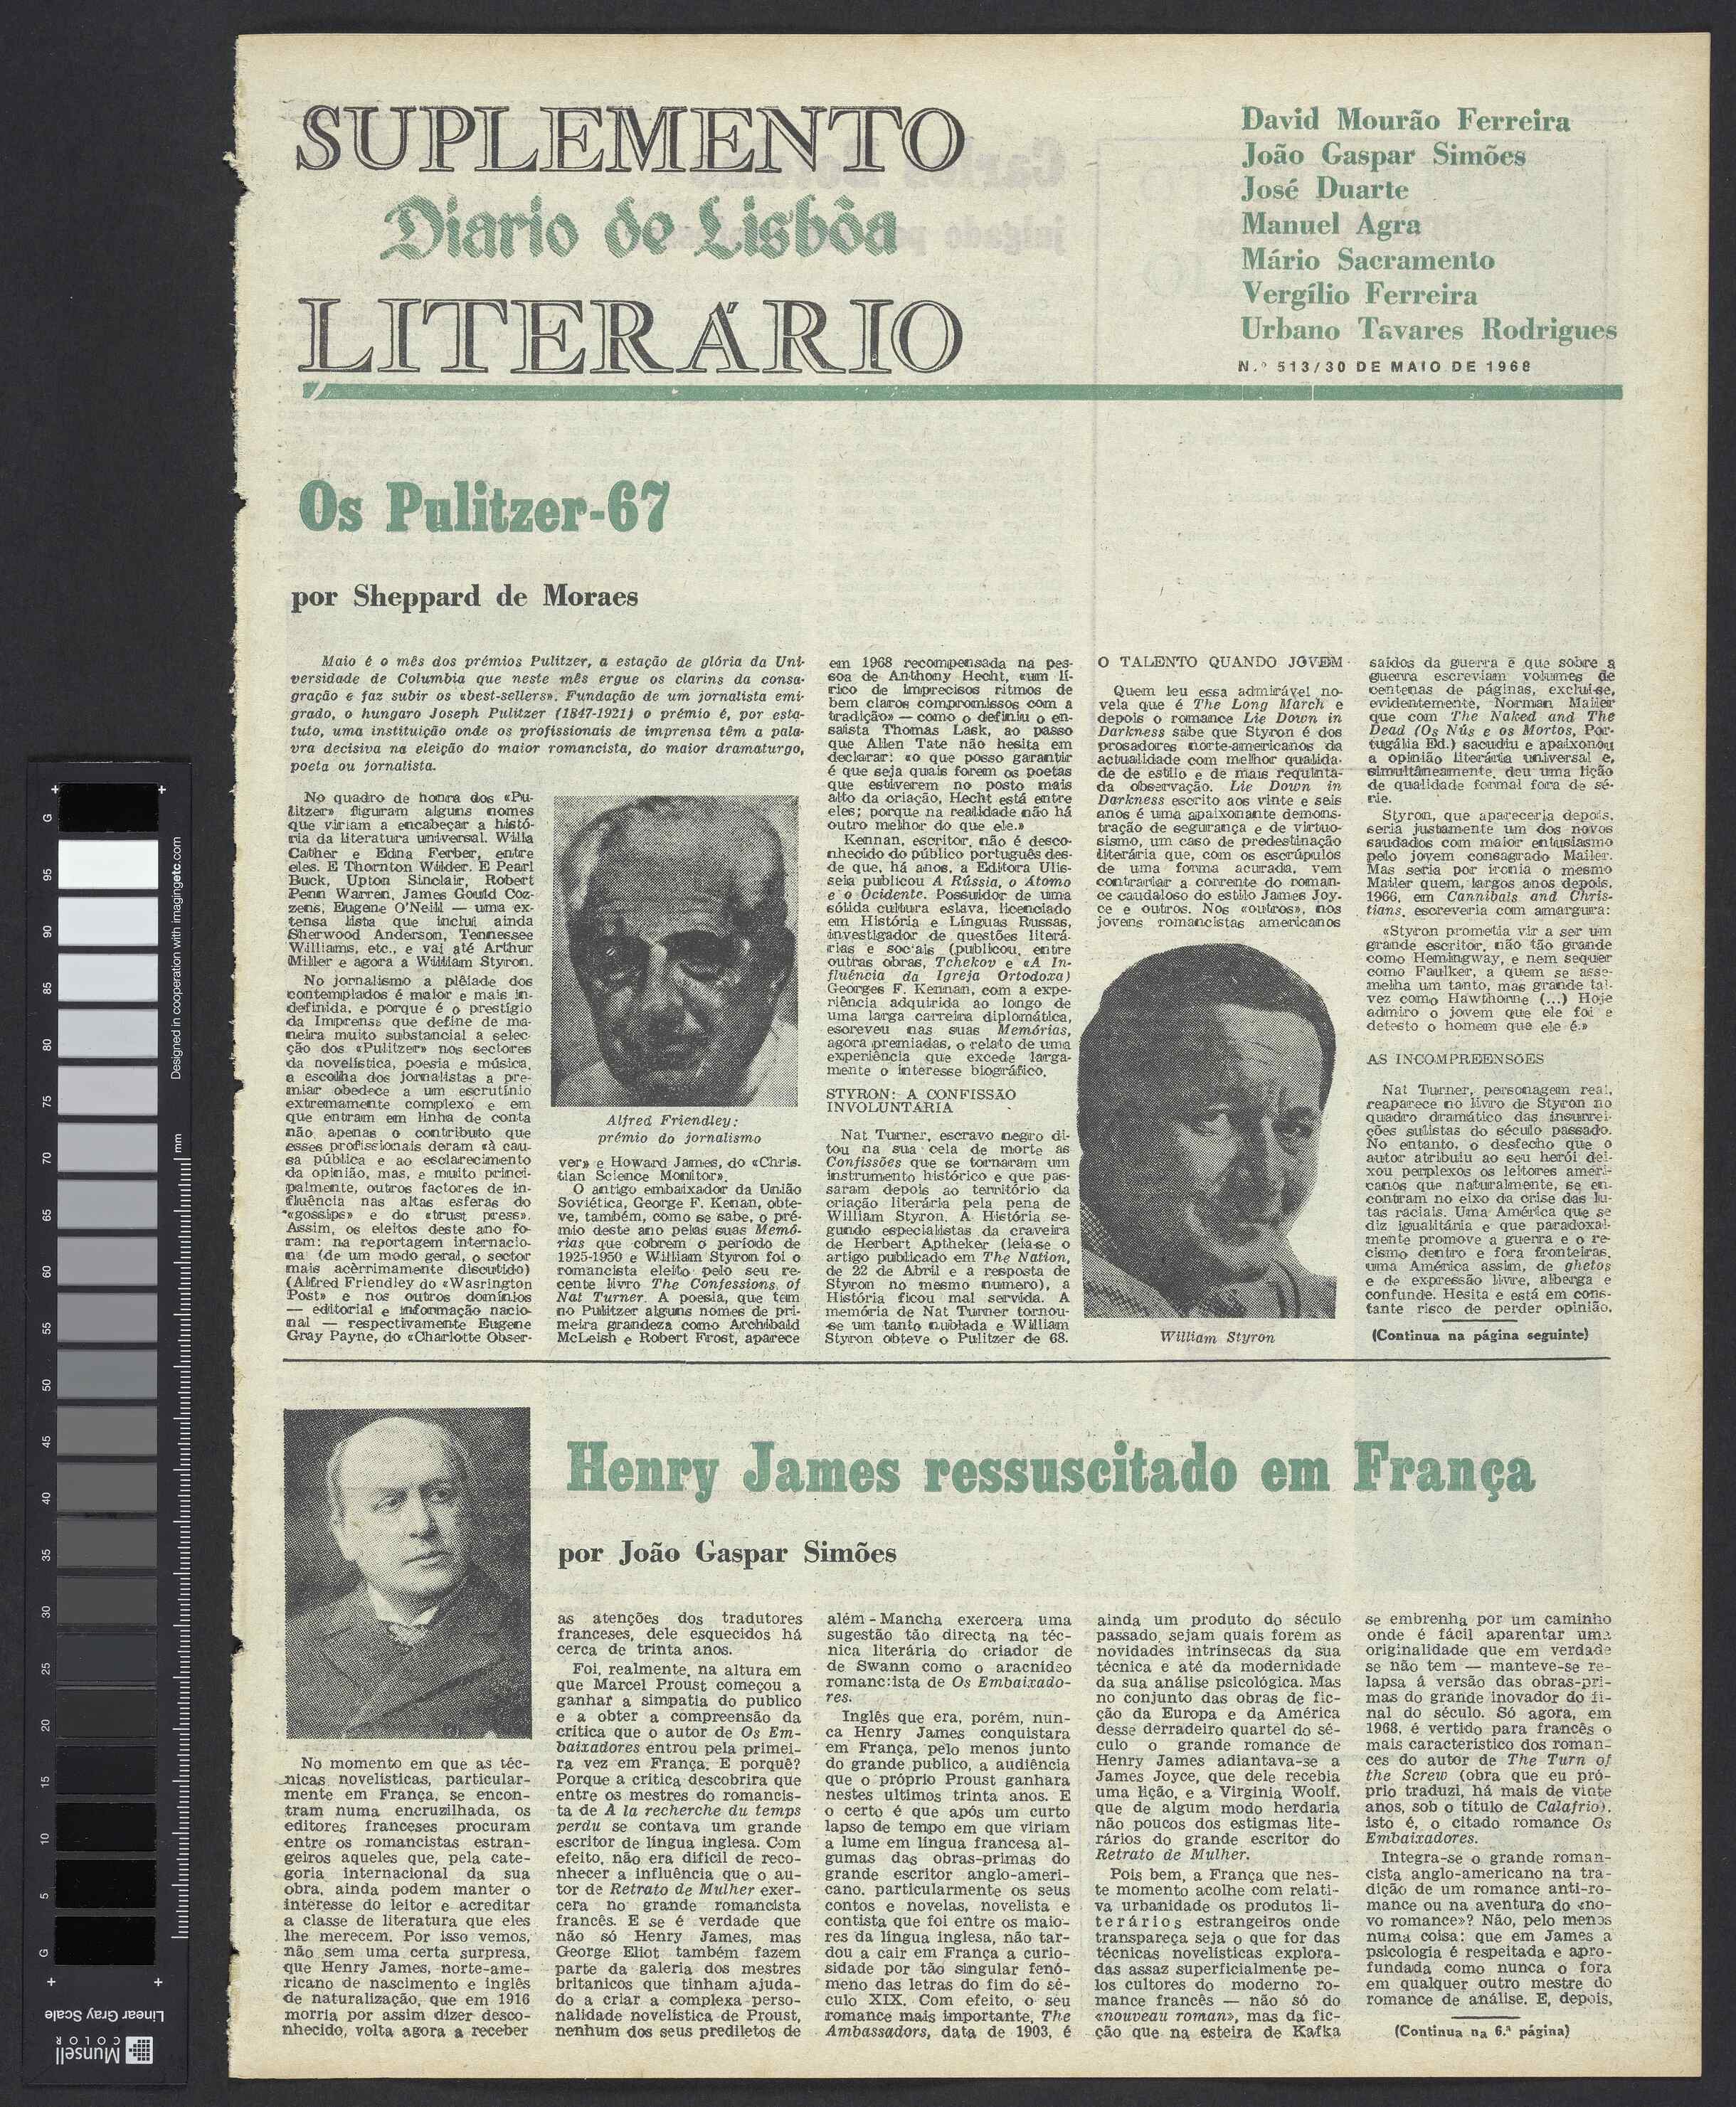 SUPLEMENTO
Diario de Lisbôa
LITERÁRIO
David Mourão Ferreira
João Gaspar Simões
José Duarte
Manuel Agra
Mário Sacramento
Vergílio Ferreira
Urbano Tavares Rodrigues
N.º 513/30 DE MAIO DE 1968
Os Pulitzer-67
por Sheppard de Moraes
Maio é o mês dos prémios Pulitzer, a estação de glória da Uni-
versidade de Columbia que neste mês ergue os clarins da consa-
gração e faz subir os «best-sellers». Fundação de um jornalista emi-
grado, o hungaro Joseph Pulitzer (1847-1921) o prémio é, por esta-
tuto, uma instituição onde os profissionais de imprensa têm a pala-
vra decisiva na eleição do maior romancista, do maior dramaturgo,
poeta ou jornalista.
No quadro de honra dos «Pu-
litzer» figuram alguns nomes
que viriam a encabeçar a histó-
ria da literatura universal. Willa
Cather e Edna Ferber, entre
eles. E Thornton Wilder. E Pearl
Buck, Upton Sinclair, Robert
Penn Warren, James Gould Coz-
zens, Eugene O'Neill — uma ex-
tensa lista que inclui ainda
Sherwood Anderson, Tennessee
Williams, etc., e vai até Arthur
Miller e agora a William Styron.
No jornalismo a plêiade dos
contemplados é maior e mais in-
definida, e porque é o prestígio
da Imprensa que define de ma-
neira muito substancial a selec-
ção dos «Pulitzer» nos sectores
da novelística, poesia e música,
a escolha dos jornalistas a pre-
miar obedece a um escrutínio
extremamente complexo e em
que entram em linha de conta
não apenas o contributo que
esses profissionais deram «à cau-
sa pública e ao esclarecimento
da opinião, mas, e muito princi-
palmente, outros factores de in-
fluência nas altas esferas do
«gossips» e do «trust press».
Assim, os eleitos deste ano fo-
ram: na reportagem internacio-
na (de um modo geral, o sector
mais acèrrimamente discutido)
(Alfred Friendley do «Wasrington
Post» e nos outros domínios
— editorial e informação nacio-
nal — respectivamente Eugene
Gray Payne, do «Charlotte Obser-
Alfred Friendley:
prémio do jornalismo
ver» e Howard James, do «Chris-
tian Science Monitor».
O antigo embaixador da União
Soviética, George F. Kenan, obte-
ve, também, como se sabe, o pré-
mio deste ano pelas suas Memó-
rias que cobrem o período de
1925-1950 e William Styron foi o
romancista eleito pelo seu re-
cente livro The Confessions of
Nat Turner. A poesia, que tem
no Pulitzer alguns nomes de pri-
meira grandeza como Archibald
McLeish e Robert Frost, aparece
em 1968 recompensada na pes-
soa de Anthony Hecht, «um lí-
rico de imprecisos ritmos de
bem claros compromissos com a
tradição» — como o definiu o en-
saísta Thomas Lask, ao passo
que Allen Tate não hesita em
declarar: «o que posso garantir
é que seja quais forem os poetas
que estiverem no posto mais
alto da criação, Hecht está entre
eles; porque na realidade não há
outro melhor do que ele.»
Kennan, escritor, não é desco-
nhecido do público português des-
de que, há anos, a Editora Ulis-
seia publicou A Rússia, o Átomo
e o Ocidente. Possuidor de uma
sólida cultura eslava, licenciado
em História e Línguas Russas,
investigador de questões literá-
rias e sociais (publicou, entre
outras obras, Tchekov e «A In-
fluência da Igreja Ortodoxa)
Georges F. Kennan, com a expe-
riência adquirida ao longo de
uma larga carreira diplomática,
escreveu nas suas Memórias,
agora premiadas, o relato de uma
experiência que excede larga-
mente o interesse biográfico.
STYRON: A CONFISSÃO
INVOLUNTÁRIA
Nat Turner, escravo negro di-
tou na sua cela de morte as
Confissões que se tornaram um
instrumento histórico e que pas-
saram depois ao território da
criação literária pela pena de
William Styron. A História se-
gundo especialistas da craveira
de Herbert Aptheker (leia-se o
artigo publicado em The Nation,
de 22 de Abril e a resposta de
Styron no mesmo numero), a
História ficou mal servida. A
memória de Nat Turner tornou-
-se um tanto nublada e William
Styron obteve o Pulitzer de 68.
O TALENTO QUANDO JOVEM
Quem leu essa admirável no-
vela que é The Long March e
depois o romance Lie Down in
Darkness sabe que Styron é dos
prosadores norte-americanos da
actualidade com melhor qualida-
de de estilo e de mais requinta-
da observação. Lie Down in
Darkness escrito aos vinte e seis
anos é uma apaixonante demons-
tração de segurança e de virtuo-
sismo, um caso de predestinação
literária que, com os escrúpulos
de uma forma acurada, vem
contrariar a corrente do roman-
ce caudaloso do estilo James Joy-
ce e outros. Nos «outros», nos
jovens romancistas americanos
William Styron
saídos da guerra e que sobre a
guerra escreviam volumes de
centenas de páginas, exclui-se,
evidentemente, Norman Mailer
que com The Naked and The
Dead (Os Nús e os Mortos, Por-
tugália Ed.) sacudiu e apaixonou
a opinião literária universal e,
simultâneamente, deu uma lição
de qualidade formal fora de sé-
rie.
Styron, que apareceria depois,
seria justamente um dos novos
saudados com maior entusiasmo
pelo jovem consagrado Mailer.
Mas seria por ironia o mesmo
Mailer quem, largos anos depois,
1966, em Cannibals and Chris-
tians, escreveria com amargura:
«Styron prometia vir a ser um
grande escritor, não tão grande
como Hemingway, e nem sequer
como Faulker, a quem se asse-
melha um tanto, mas grande tal-
vez como Hawthorne (...) Hoje
admiro o jovem que ele foi e
detesto o homem que ele é.»
AS INCOMPREENSÕES
Nat Turner, personagem real,
reaparece no livro de Styron no
quadro dramático das insurrei-
ções sulistas do século passado.
No entanto, o desfecho que o
autor atribuiu ao seu herói dei-
xou perplexos os leitores ameri-
canos que naturalmente, se en-
contram no eixo da crise das lu-
tas raciais. Uma América que se
diz igualitária e que paradoxal-
mente promove a guerra e o re-
cismo dentro e fora fronteiras,
uma América assim, de ghetos
e de expressão livre, alberga e
confunde. Hesita e está em cons-
tante risco de perder opinião.
(Continua na página seguinte)
Henry James ressuscitado em França
por João Gaspar Simões
No momento em que as téc-
nicas novelísticas, particular-
mente em França, se encon-
tram numa encruzilhada, os
editores franceses procuram
entre os romancistas estran-
geiros aqueles que, pela cate-
goria internacional da sua
obra, ainda podem manter o
interesse do leitor e acreditar
a classe de literatura que eles
lhe merecem. Por isso vemos,
não sem uma certa surpresa,
que Henry James, norte-ame-
ricano de nascimento e inglês
de naturalização, que em 1916
morria por assim dizer desco-
nhecido, volta agora a receber
as atenções dos tradutores
franceses, dele esquecidos há
cerca de trinta anos.
Foi, realmente, na altura em
que Marcel Proust começou a
ganhar a simpatia do publico
e a obter a compreensão da
crítica que o autor de Os Em-
baixadores entrou pela primei-
ra vez em França. E porquê?
Porque a crítica descobrira que
entre os mestres do romancis-
ta de À la recherche du temps
perdu se contava um grande
escritor de língua inglesa. Com
efeito, não era difícil de reco-
nhecer a influência que o au-
tor de Retrato de Mulher exer-
cera no grande romancista
francês. E se é verdade que
não só Henry James, mas
George Eliot também fazem
parte da galeria dos mestres
britanicos que tinham ajuda-
do a criar a complexa perso-
nalidade novelística de Proust,
nenhum dos seus predilectos de
além-Mancha exercera uma
sugestão tão directa na téc-
nica literária do criador de
de Swann como o aracnídeo
romancista de Os Embaixado-
res.
Inglês que era, porém, nun-
ca Henry James conquistara
em França, pelo menos junto
do grande publico, a audiência
que o próprio Proust ganhara
nestes ultimos trinta anos. E
o certo é que após um curto
lapso de tempo em que viriam
a lume em língua francesa al-
gumas das obras-primas do
grande escritor anglo-ameri-
cano, particularmente os seus
contos e novelas, novelista e
contista que foi entre os maio-
res da língua inglesa, não tar-
dou a cair em França a curio-
sidade por tão singular fenó-
meno das letras do fim do sé-
culo XIX. Com efeito, o seu
romance mais importante, The
Ambassadors, data de 1903, é
ainda um produto do século
passado, sejam quais forem as
novidades intrínsecas da sua
técnica e até da modernidade
da sua análise psicológica. Mas
no conjunto das obras de fic-
ção da Europa e da América
desse derradeiro quartel do sé-
culo o grande romance de
Henry James adiantava-se a
James Joyce, que dele recebia
uma lição, e a Virginia Woolf,
que de algum modo herdaria
não poucos dos estigmas lite-
rários do grande escritor do
Retrato de Mulher.
Pois bem, a França que nes-
te momento acolhe com relati-
va urbanidade os produtos li-
terários estrangeiros onde
transpareça seja o que for das
técnicas novelísticas explora-
das assaz superficialmente pe-
los cultores do moderno ro-
mance francês — não só do
«nouveau roman», mas da fic-
ção que na esteira de Kafka
se embrenha por um caminho
onde é fácil aparentar uma
originalidade que em verdade
se não tem — manteve-se re-
lapsa à versão das obras-pri-
mas do grande inovador do fi-
nal do século. Só agora, em
1968, é vertido para francês o
mais característico dos roman-
ces do autor de The Turn of
the Screw (obra que eu pró-
prio traduzi, há mais de vinte
anos, sob o título de Calafrio),
isto é, o citado romance Os
Embaixadores.
Integra-se o grande roman-
cista anglo-americano na tra-
dição de um romance anti-ro-
mance ou na aventura do «no-
vo romance»? Não, pelo menos
numa coisa: que em James a
psicologia é respeitada e apro-
fundada como nunca o fora
em qualquer outro mestre do
romance de análise. E, depois,
(Continua na 6.ª página)
Designed in cooperation with imagingetc.com
mm
G
95
90
85
80
75
70
65
60
55
50
45
40
35
30
25
20
15
10
5
G
Linear Gray Scale
Munsell
COLOR